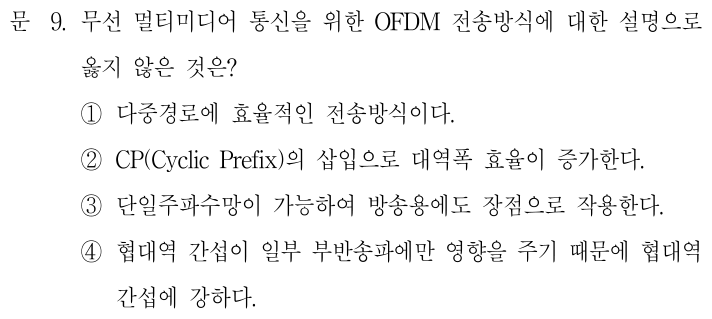 문 9. 무선 멀티미디어 통신을 위한 OFDM 전송방식에 대한 설명으로
옳지 않은 것은?
① 다중경로에 효율적인 전송방식이다.
② CP(Cyclic Prefix)의 삽입으로 대역폭 효율이 증가한다.
③ 단일주파수망이 가능하여 방송용에도 장점으로 작용한다.
④ 협대역 간섭이 일부 부반송파에만 영향을 주기 때문에 협대역
간섭에 강하다.